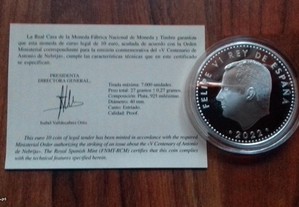 La Real Casa de la Moneda Fábrica Nacional de Moneda y Timbre garantiza
que esta moneda de curso legal de 10 euro, acuñada de acuerdo con la Orden
Ministerial correspondiente para la emisión conmemorativa del «V Centenario
de Antonio de Nebrija», cumple las características técnicas que en este certificado
se especifican.
PRESIDENTA
DIRECTORA GENERAL,
Isabel Valldecabres Ortiz.
Tirada máxima: 7.000 unidades.
Peso total: 27 gramos ± 0,27 gramos.
Composición: Plata, 925 milésimas.
Diámetro: 40 mm.
Canto: Estriado.
Calidad: Proof.
This euro 10 coin of legal tender has been minted in accordance with the required
Ministerial Order authorizing the striking of an issue about the «V Centenary of
Antonio de Nebrija». The Royal Spanish Mint (FNMT-RCM) certifies that this coin complies
with the technical features specified herein.
FELIPE VI REY DE ESPAÑA
2022